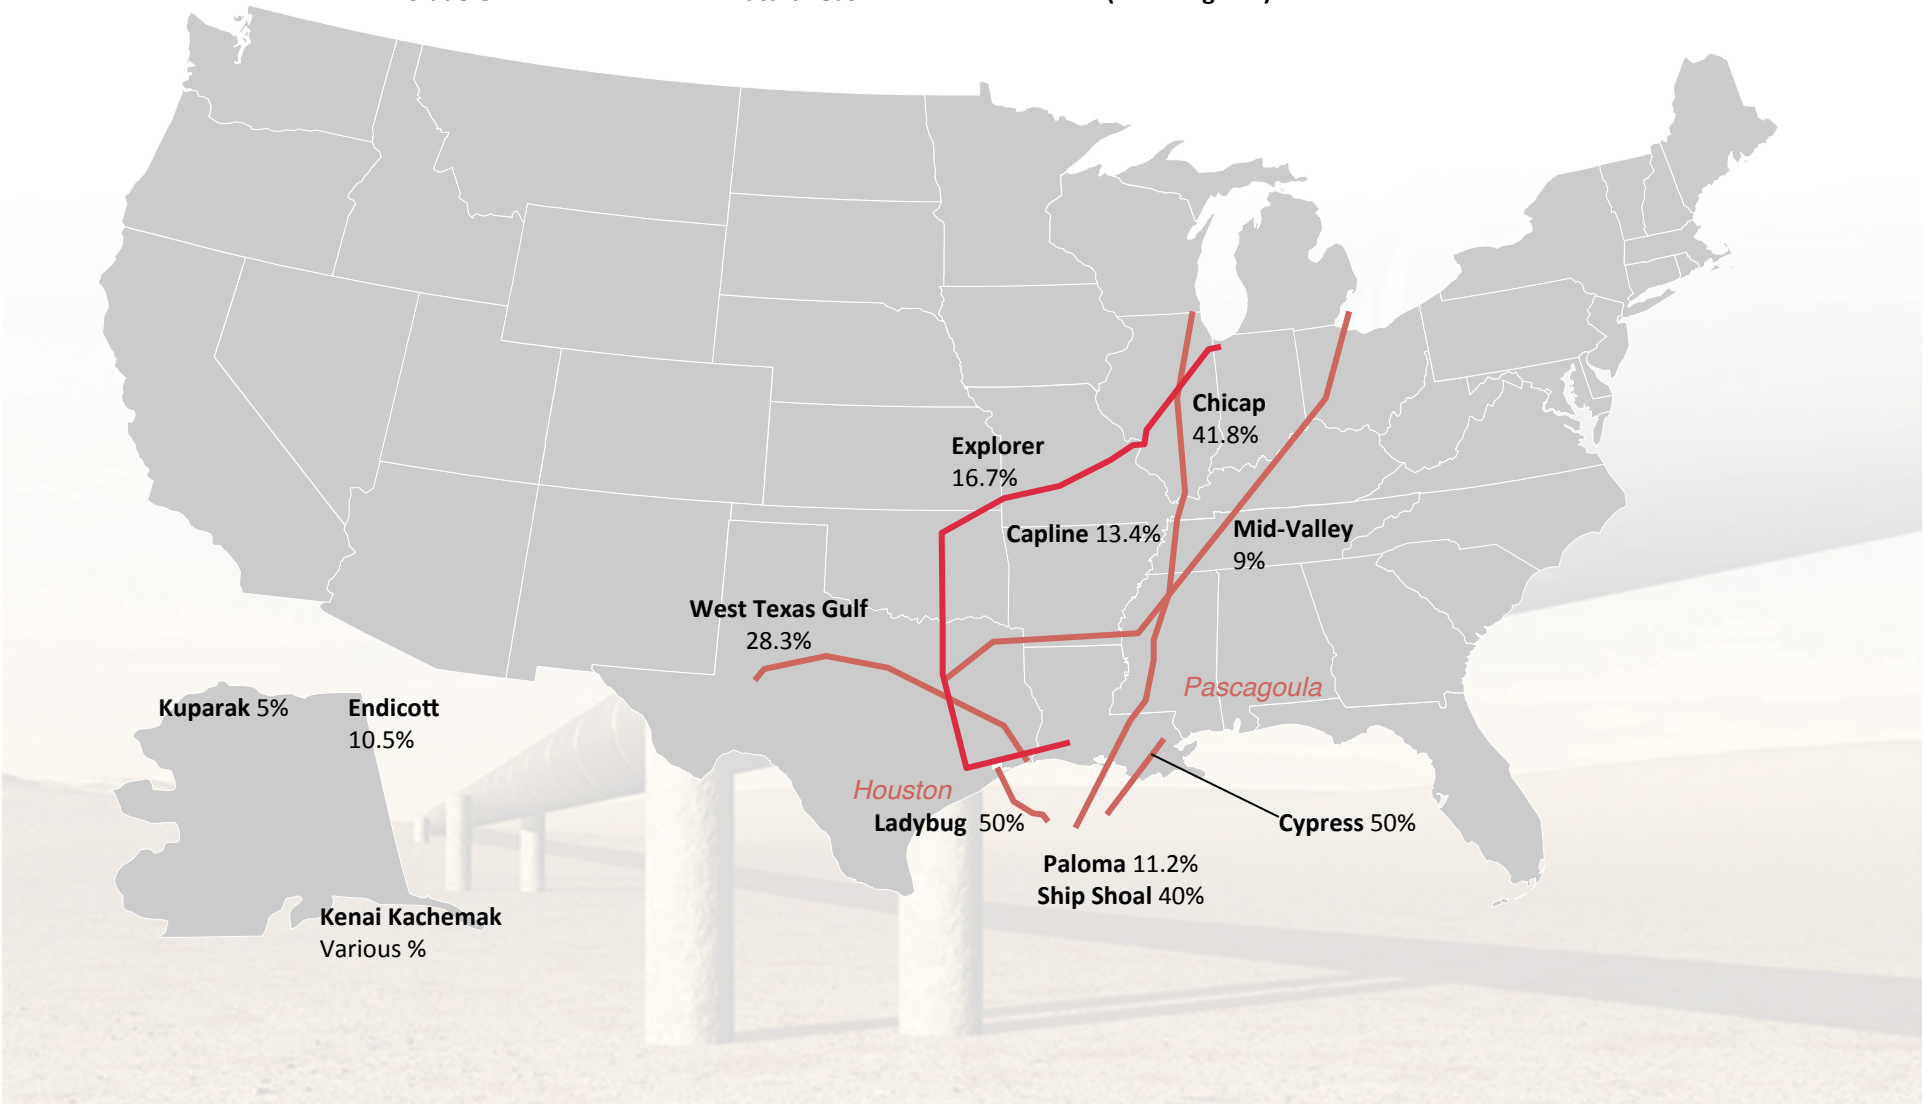 Chicap
41.8%
Explorer
16.7%
Capline 13.4%
Mid-Valley
9%
West Texas Gulf
28.3%
Pascagoula
Kuparak 5%
Endicott
10.5%
Houston
Ladybug 50%
Cypress 50%
Paloma 11.2%
Ship Shoal 40%
Kenai Kachemak
Various %